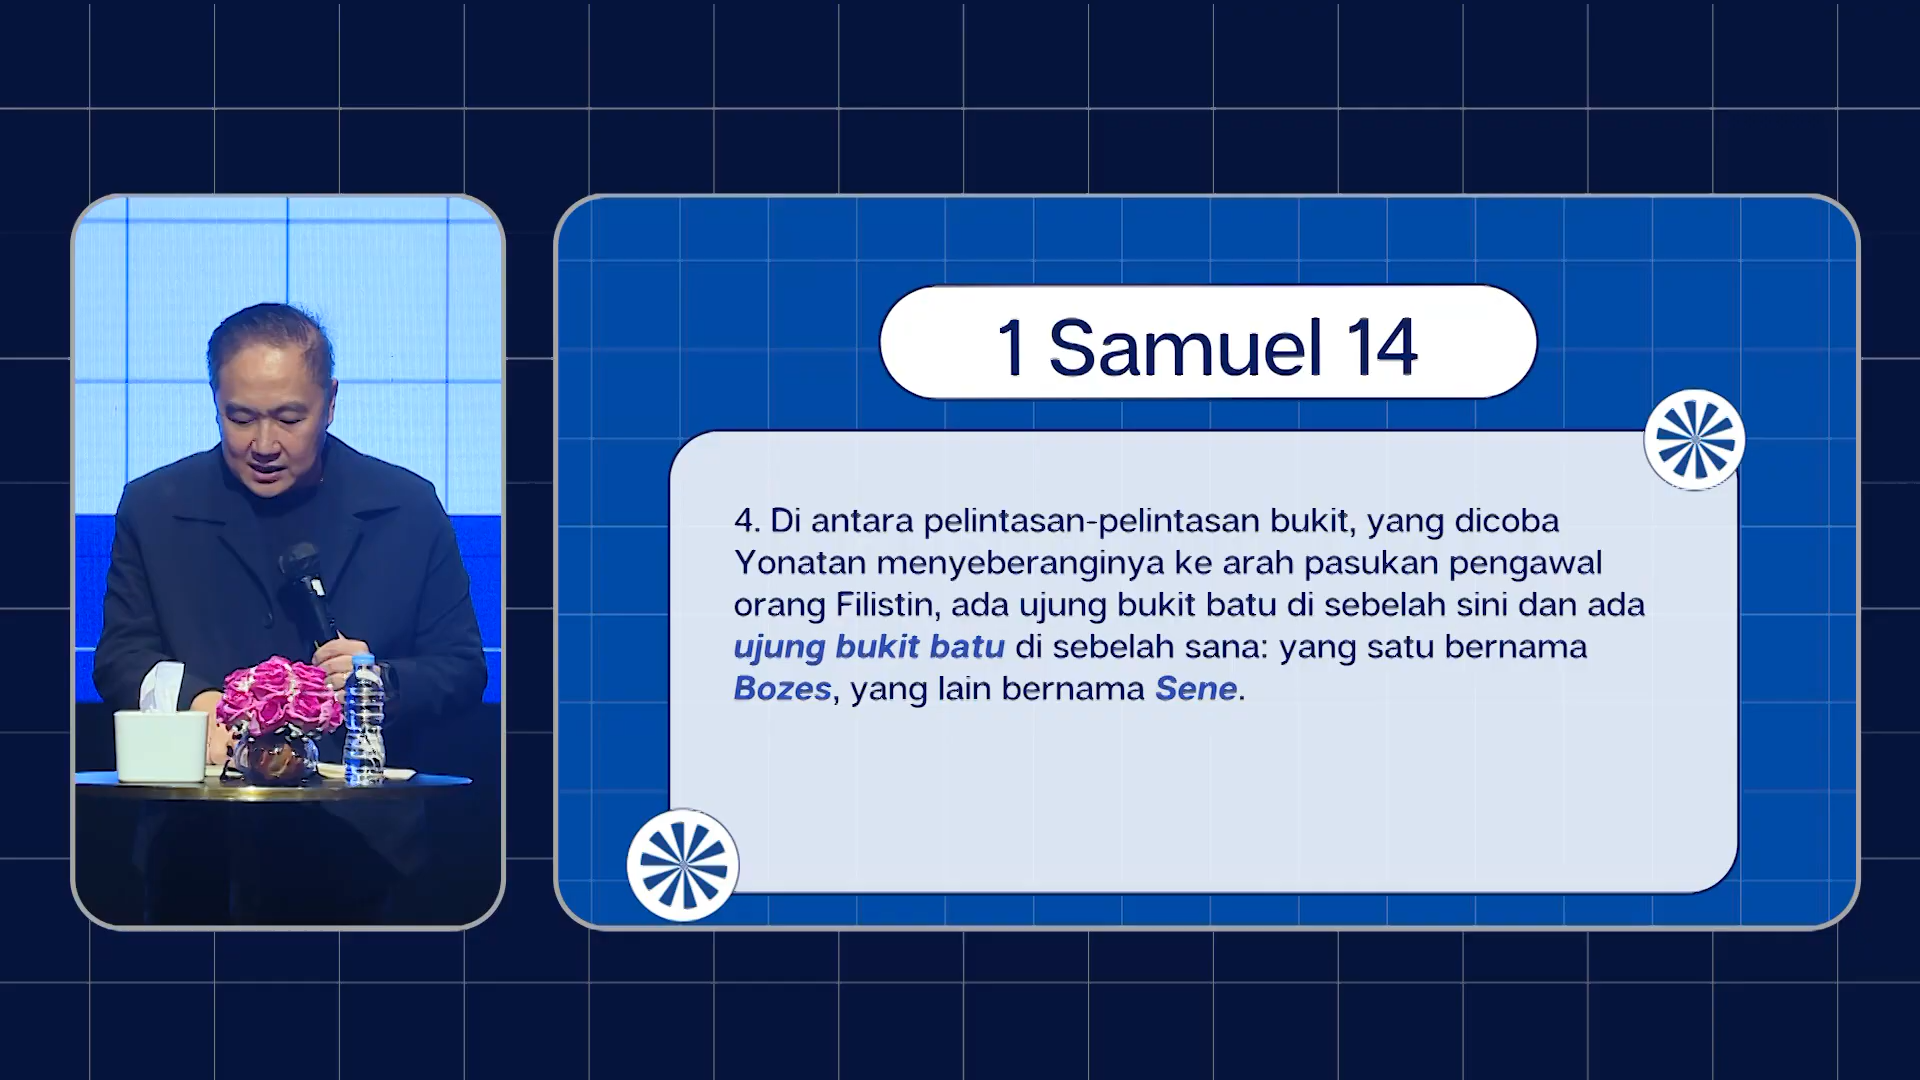 1 Samuel 14
4. Di antara pelintasan-pelintasan bukit, yang dicoba
Yonatan menyeberanginya ke arah pasukan pengawal
orang Filistin, ada ujung bukit batu di sebelah sini dan ada
ujung bukit batu di sebelah sana: yang satu bernama
Bozes, yang lain bernama Sene.